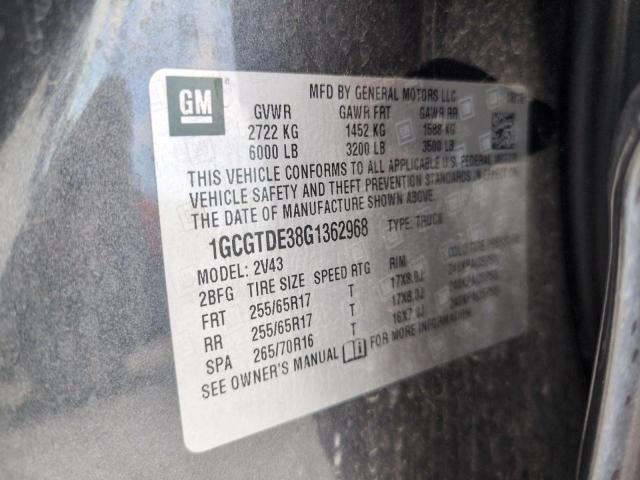 GM
MFD BY GENERAL MOTORS LLC
GVWR GAWR FRT GAWR RR
2722 KG 1452 KG 1588 KG
6000 LB 3200 LB 3500 LB
THIS VEHICLE CONFORMS TO ALL APPLICABLE U.S. FEDERAL MOTOR
VEHICLE SAFETY AND THEFT PREVENTION STANDARDS IN EFFECT ON
THE DATE OF MANUFACTURE SHOWN ABOVE.
1GCGTDE38G1362968 TYPE: TRUCK
MODEL: 2V43
2BFG TIRE SIZE SPEED RTG RIM
FRT 255/65R17 T 17X8.0J
RR 255/65R17 T 17X8.0J
SPA 265/70R16 T 16X7.0J
SEE OWNER'S MANUAL FOR MORE INFORMATION